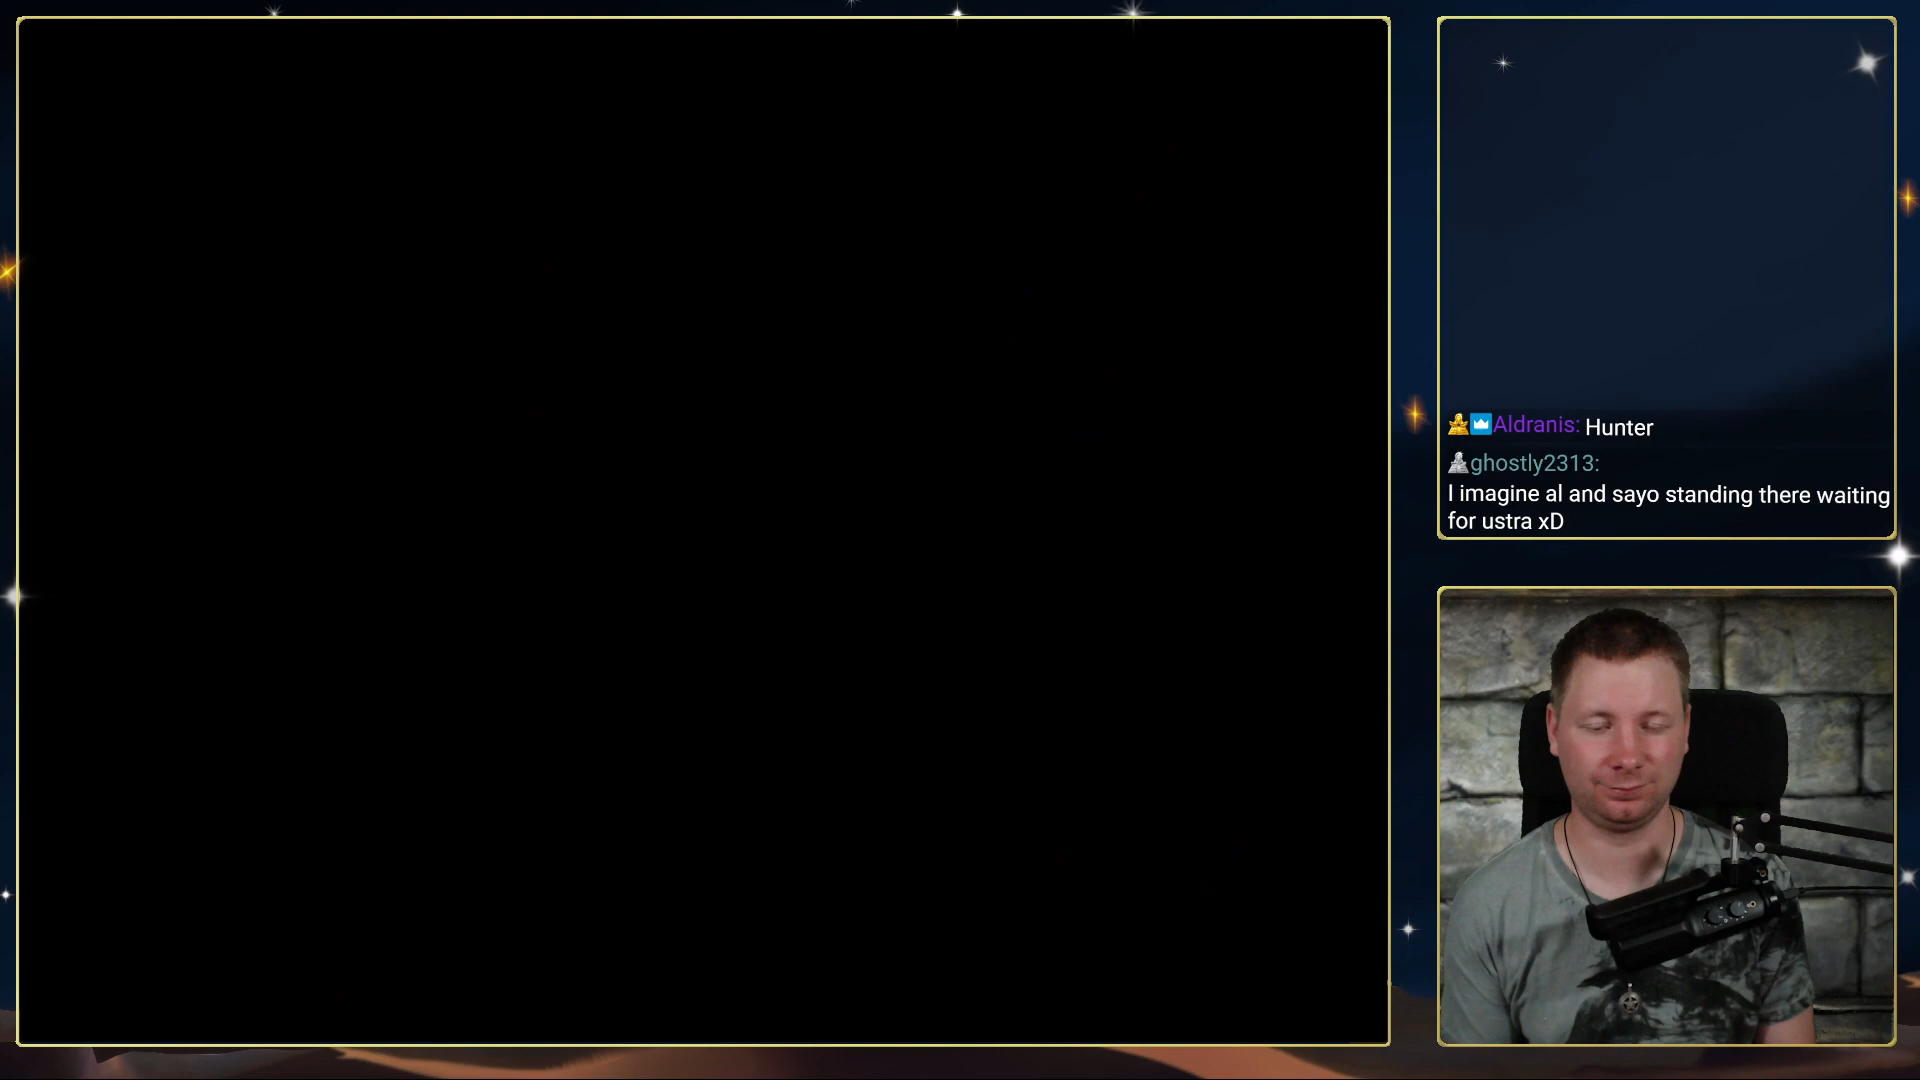 Aldranis: Hunter
ghostly2313:
I imagine al and sayo standing there waiting
for ustra xD